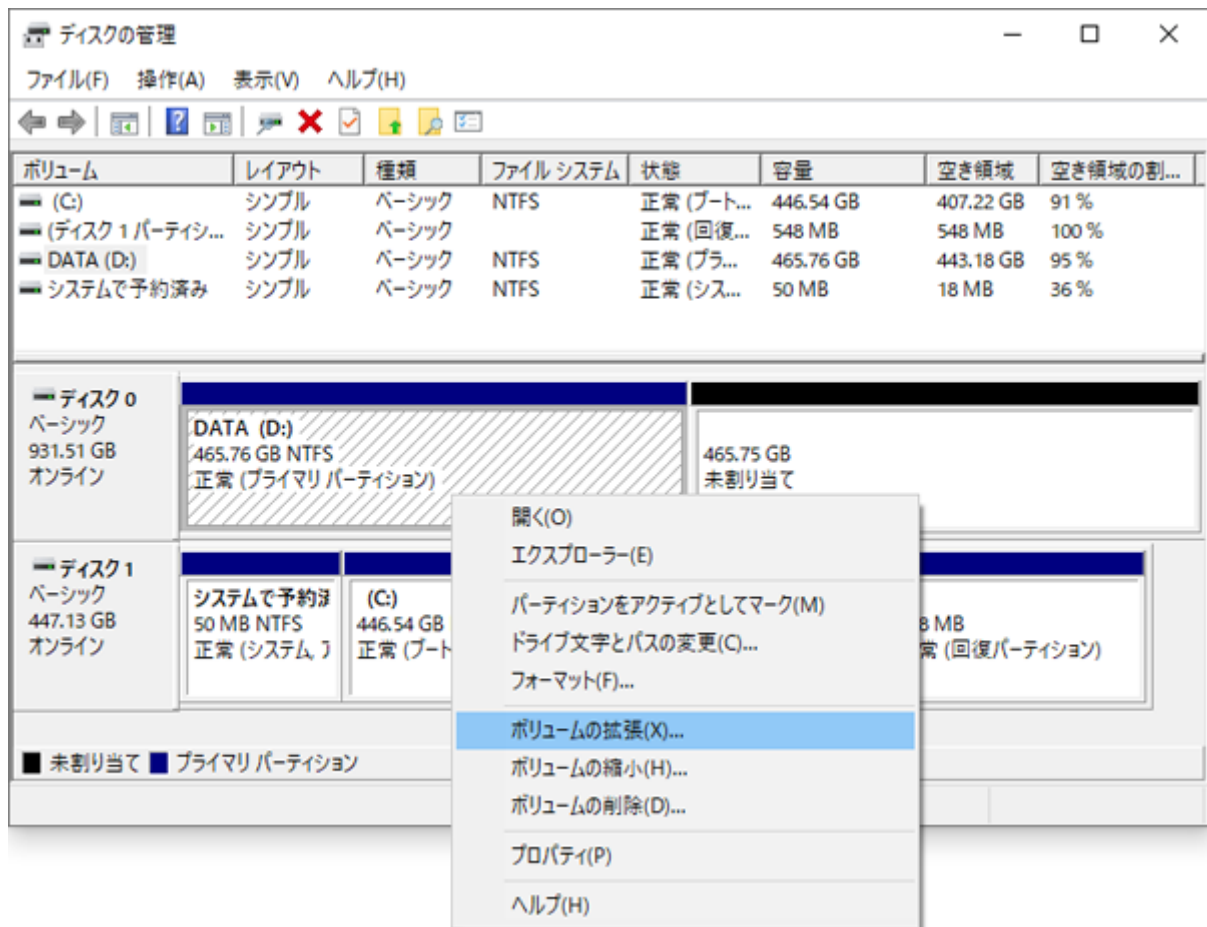 ディスクの管理
ファイル(F) 操作(A) 表示(V) ヘルプ(H)
ボリューム レイアウト 種類 ファイル システム 状態 容量 空き領域 空き領域の割...
(C:) シンプル ベーシック NTFS 正常 (ブート... 446.54 GB 407.22 GB 91 %
(ディスク 1 パーティシ... シンプル ベーシック 正常 (回復... 548 MB 548 MB 100 %
DATA (D:) シンプル ベーシック NTFS 正常 (プラ... 465.76 GB 443.18 GB 95 %
システムで予約済み シンプル ベーシック NTFS 正常 (シス... 50 MB 18 MB 36 %
ディスク 0
ベーシック
931.51 GB
オンライン
DATA (D:)
465.76 GB NTFS
正常 (プライマリ パーティション)
465.75 GB
未割り当て
ディスク 1
ベーシック
447.13 GB
オンライン
システムで予約済
50 MB NTFS
正常 (システム, ア
(C:)
446.54 GB
正常 (ブート
8 MB
常 (回復パーティション)
開く(O)
エクスプローラー(E)
パーティションをアクティブとしてマーク(M)
ドライブ文字とパスの変更(C)...
フォーマット(F)...
ボリュームの拡張(X)...
ボリュームの縮小(H)...
ボリュームの削除(D)...
プロパティ(P)
ヘルプ(H)
未割り当て プライマリ パーティション